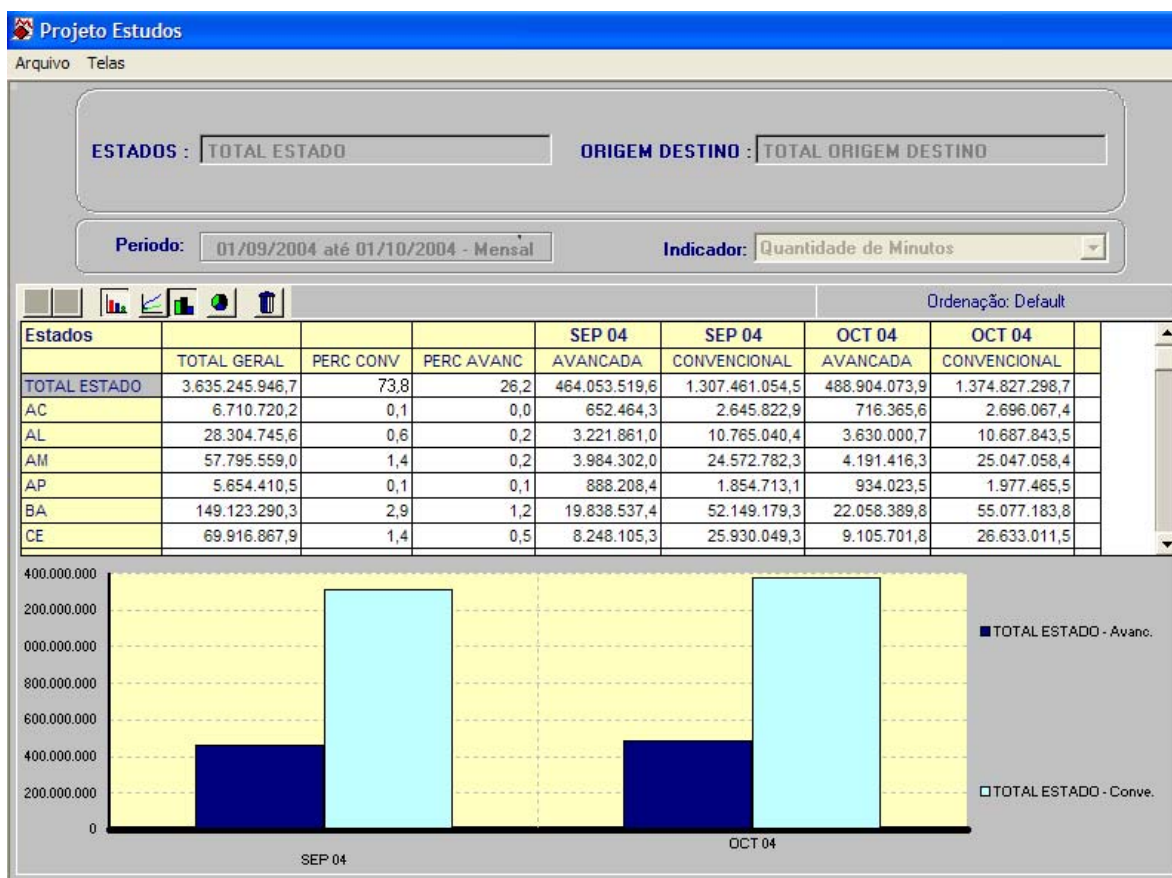 Projeto Estudos
Arquivo Telas
ESTADOS : TOTAL ESTADO ORIGEM DESTINO : TOTAL ORIGEM DESTINO
Periodo: 01/09/2004 até 01/10/2004 - Mensal Indicador: Quantidade de Minutos
Ordenação: Default
Estados SEP 04 SEP 04 OCT 04 OCT 04
TOTAL GERAL PERC CONV PERC AVANC AVANCADA CONVENCIONAL AVANCADA CONVENCIONAL
TOTAL ESTADO 3.635.245.946,7 73,8 26,2 464.053.519,6 1.307.461.054,5 488.904.073,9 1.374.827.298,7
AC 6.710.720,2 0,1 0,0 652.464,3 2.645.822,9 716.365,6 2.696.067,4
AL 28.304.745,6 0,6 0,2 3.221.861,0 10.765.040,4 3.630.000,7 10.687.843,5
AM 57.795.559,0 1,4 0,2 3.984.302,0 24.572.782,3 4.191.416,3 25.047.058,4
AP 5.654.410,5 0,1 0,1 888.208,4 1.854.713,1 934.023,5 1.977.465,5
BA 149.123.290,3 2,9 1,2 19.838.537,4 52.149.179,3 22.058.389,8 55.077.183,8
CE 69.916.867,9 1,4 0,5 8.248.105,3 25.930.049,3 9.105.701,8 26.633.011,5
400.000.000
200.000.000
000.000.000
800.000.000
600.000.000
400.000.000
200.000.000
0
SEP 04
OCT 04
TOTAL ESTADO - Avanc.
TOTAL ESTADO - Conve.